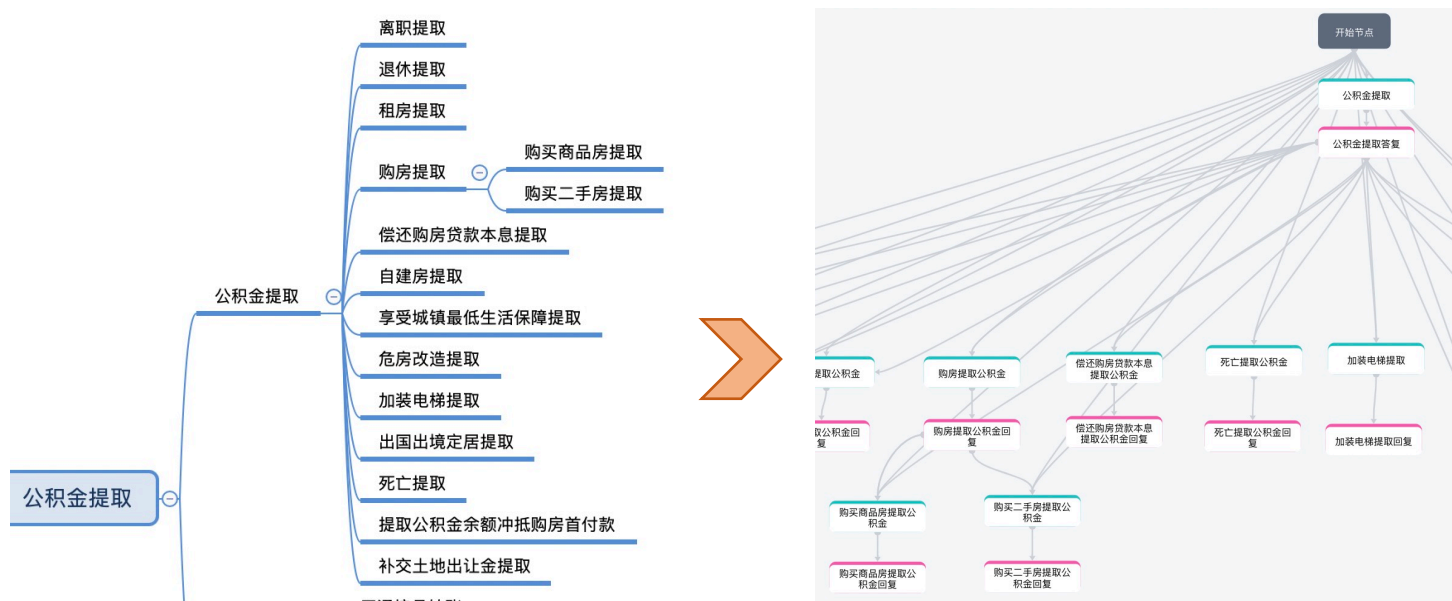 离职提取
退休提取
租房提取
购房提取
购买商品房提取
购买二手房提取
偿还购房贷款本息提取
自建房提取
公积金提取
享受城镇最低生活保障提取
危房改造提取
加装电梯提取
出国出境定居提取
公积金提取
死亡提取
提取公积金余额冲抵购房首付款
补交土地出让金提取
开始节点
公积金提取
公积金提取答复
提取公积金
购房提取公积金
偿还购房贷款本息
提取公积金
死亡提取公积金
加装电梯提取
取公积金回
复
购房提取公积金回
复
偿还购房贷款本息
提取公积金回复
死亡提取公积金回
复
加装电梯提取回复
购买商品房提取公
积金
购买二手房提取公
积金
购买商品房提取公
积金回复
购买二手房提取公
积金回复